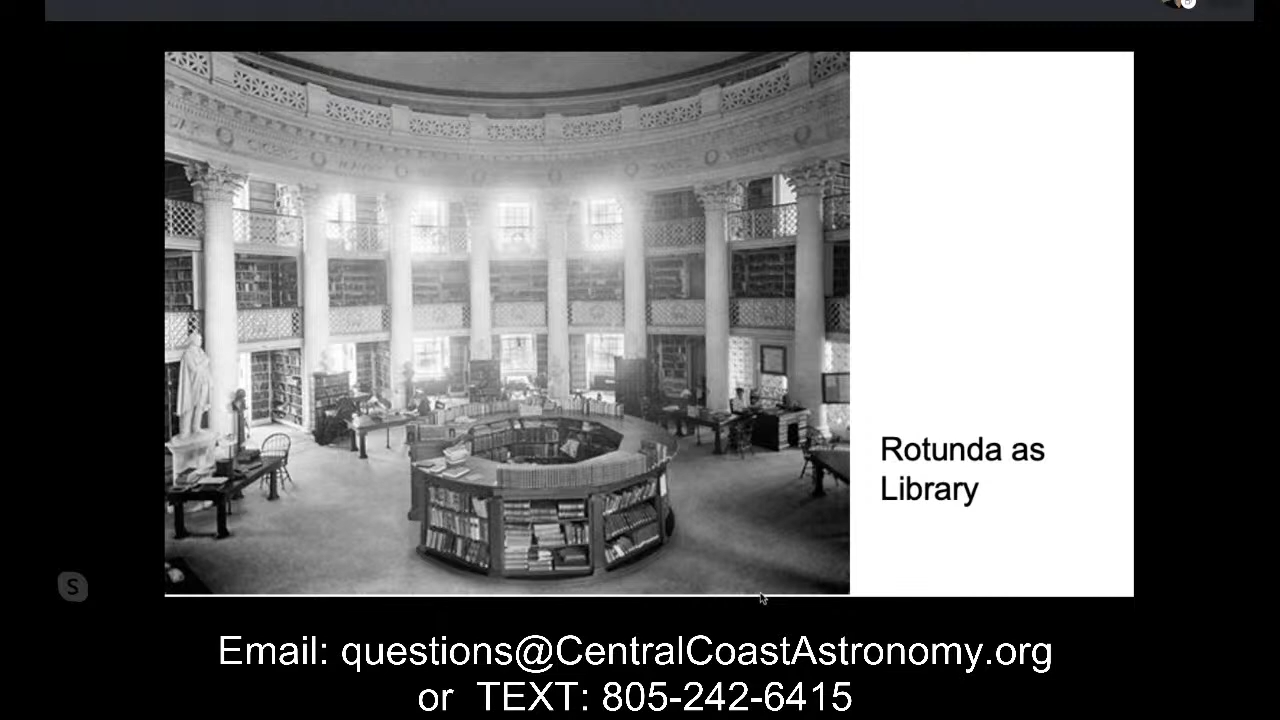 Rotunda as
Library
S
Email: questions@CentralCoastAstronomy.org
or TEXT: 805-242-6415